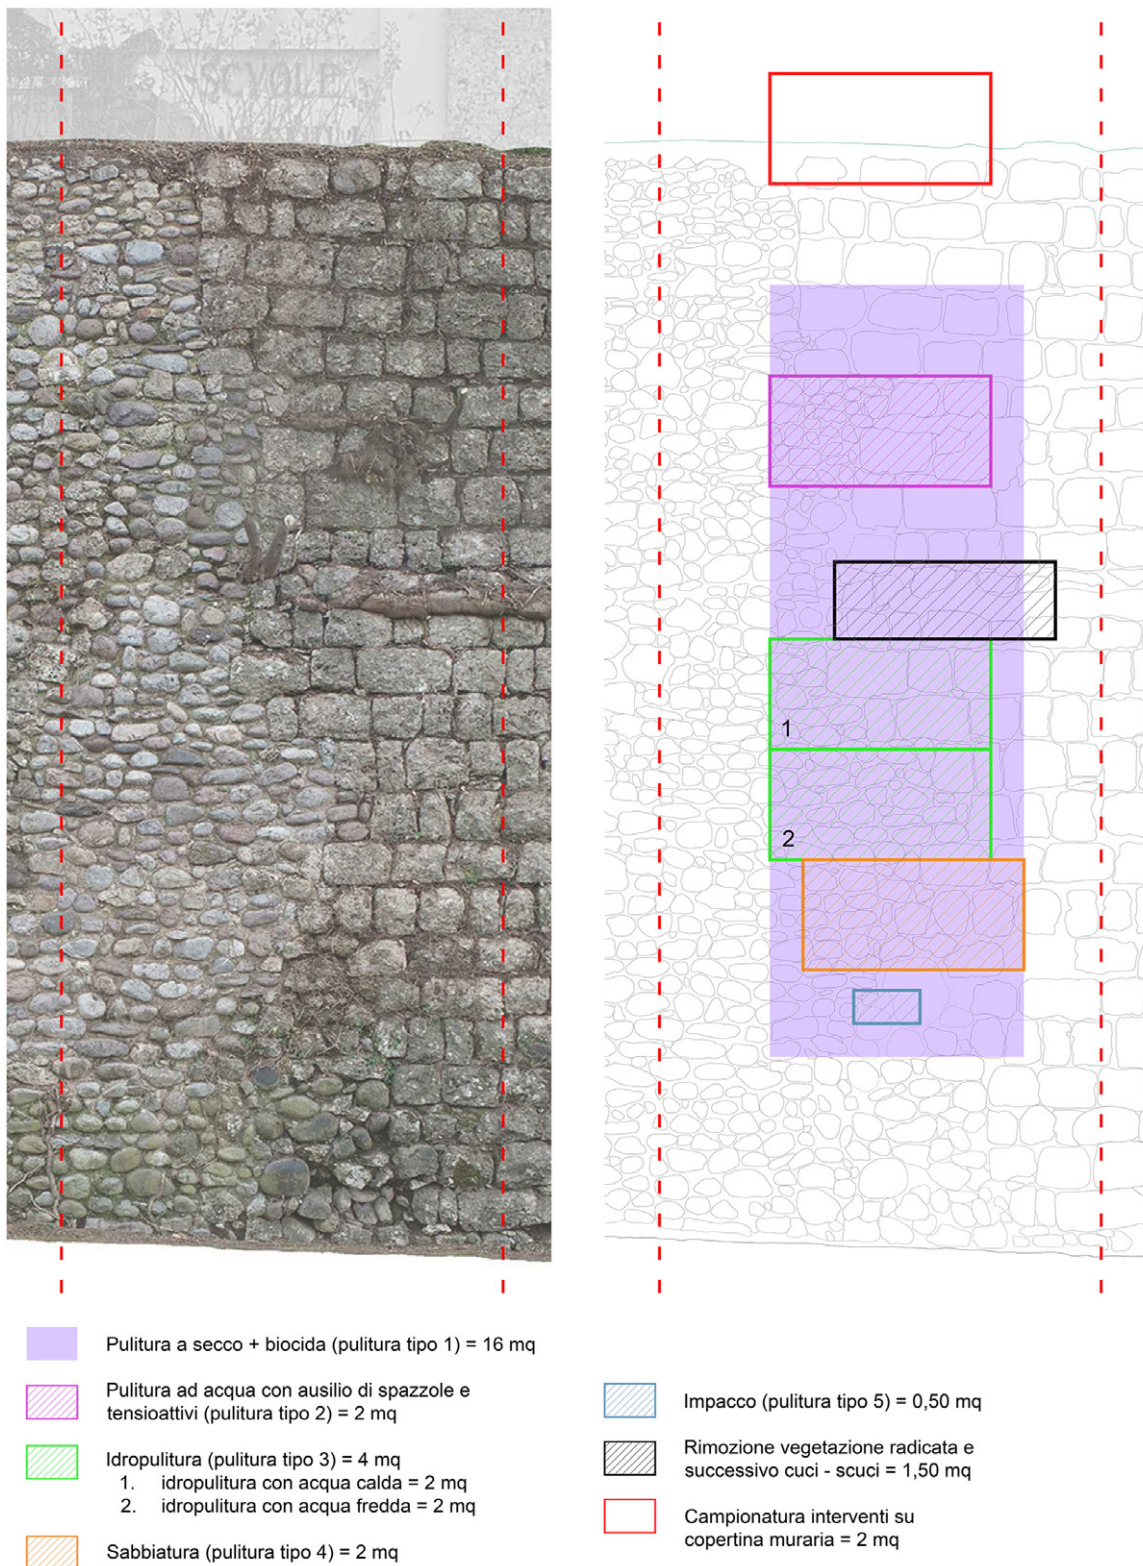 SCVOLE
1
2
Pulitura a secco + biocida (pulitura tipo 1) = 16 mq
Pulitura ad acqua con ausilio di spazzole e
tensioattivi (pulitura tipo 2) = 2 mq
Idropulitura (pulitura tipo 3) = 4 mq
1. idropulitura con acqua calda = 2 mq
2. idropulitura con acqua fredda = 2 mq
Sabbiatura (pulitura tipo 4) = 2 mq
Impacco (pulitura tipo 5) = 0,50 mq
Rimozione vegetazione radicata e
successivo cuci - scuci = 1,50 mq
Campionatura interventi su
copertina muraria = 2 mq